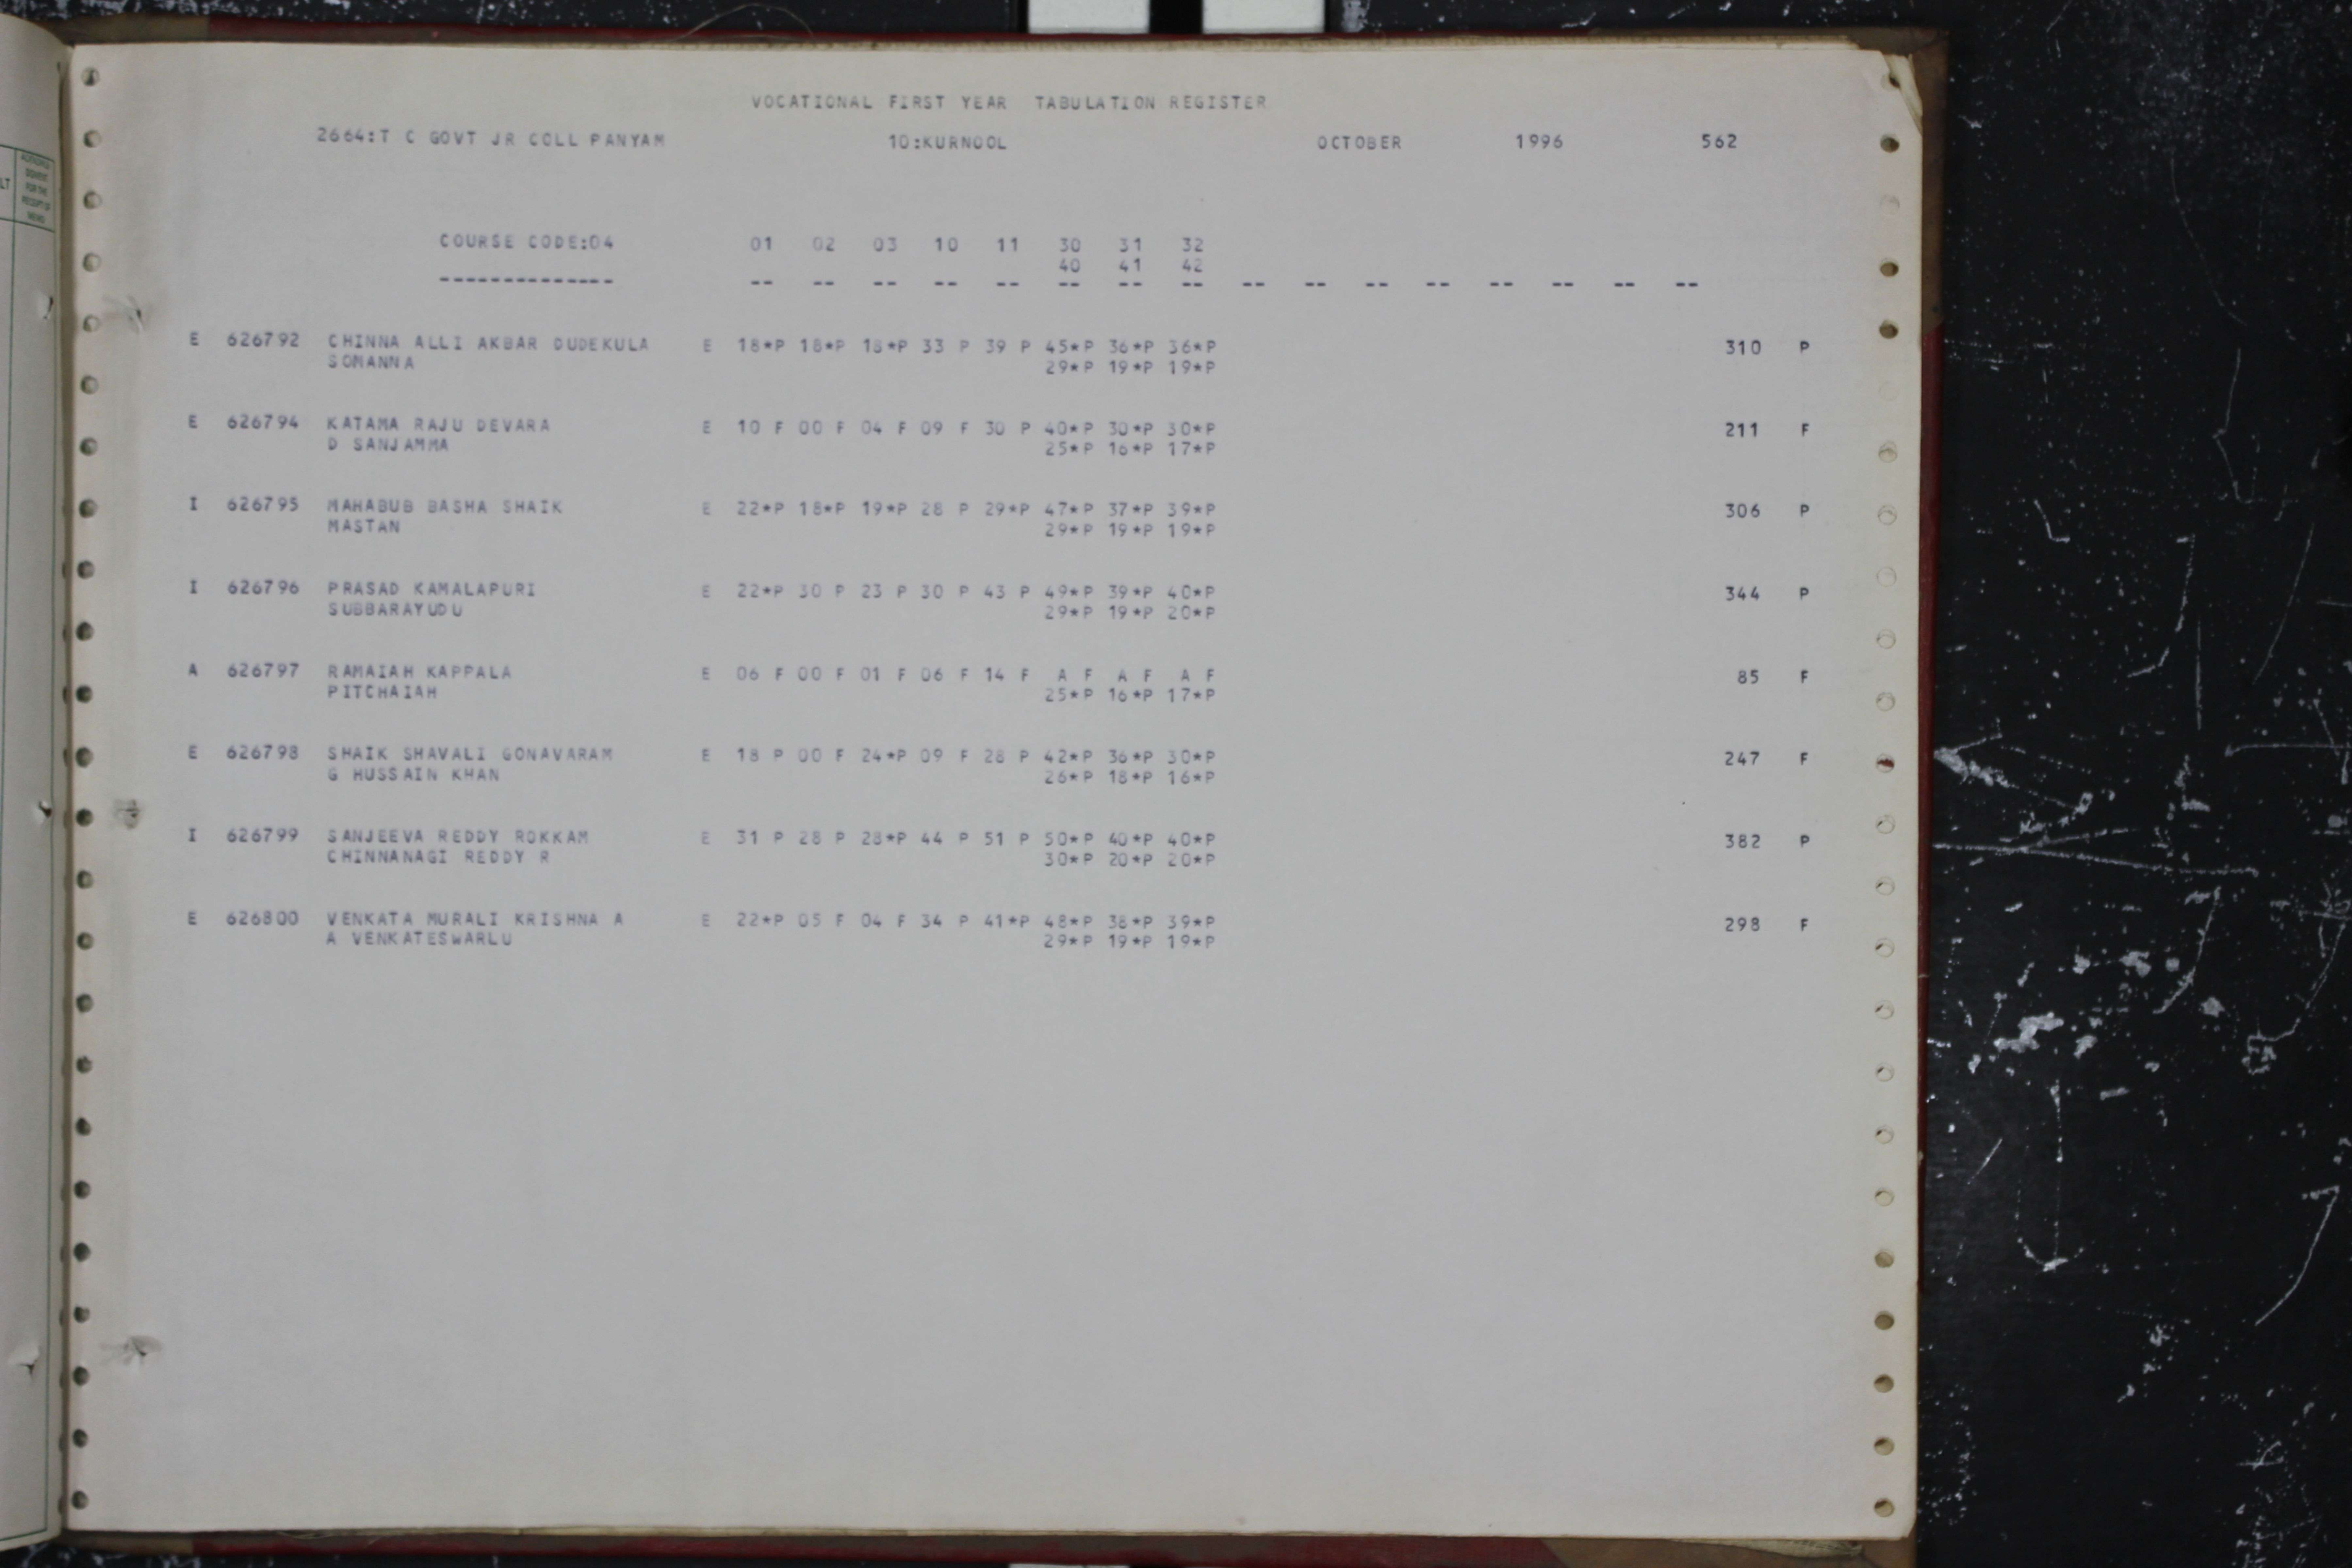 LT
VOCATIONAL FIRST YEAR TABULATION REGISTER
2664:T C GOVT JR COLL PANYAM 10:KURNOOL OCTOBER 1996 562
COURSE CODE:04 01 02 03 10 11 30 31 32
40 41 42
-------------- -- -- -- -- -- -- -- -- -- -- -- -- -- -- -- --
E 626792 CHINNA ALLI AKBAR DUDEKULA E 18*P 18*P 18*P 33 P 39 P 45*P 36*P 36*P 310 P
SOMANNA 29*P 19*P 19*P
E 626794 KATAMA RAJU DEVARA E 10 F 00 F 04 F 09 F 30 P 40*P 30*P 30*P 211 F
D SANJAMMA 25*P 16*P 17*P
I 626795 MAHABUB BASHA SHAIK E 22*P 18*P 19*P 28 P 29*P 47*P 37*P 39*P 306 P
MASTAN 29*P 19*P 19*P
I 626796 PRASAD KAMALAPURI E 22*P 30 P 23 P 30 P 43 P 49*P 39*P 40*P 344 P
SUBBARAYUDU 29*P 19*P 20*P
A 626797 RAMAIAH KAPPALA E 06 F 00 F 01 F 06 F 14 F A F A F A F 85 F
PITCHAIAH 25*P 16*P 17*P
E 626798 SHAIK SHAVALI GONAVARAM E 18 P 00 F 24*P 09 F 28 P 42*P 36*P 30*P 247 F
G HUSSAIN KHAN 26*P 18*P 16*P
I 626799 SANJEEVA REDDY ROKKAM E 31 P 28 P 28*P 44 P 51 P 50*P 40*P 40*P 382 P
CHINNANAGI REDDY R 30*P 20*P 20*P
E 626800 VENKATA MURALI KRISHNA A E 22*P 05 F 04 F 34 P 41*P 48*P 38*P 39*P 298 F
A VENKATESWARLU 29*P 19*P 19*P